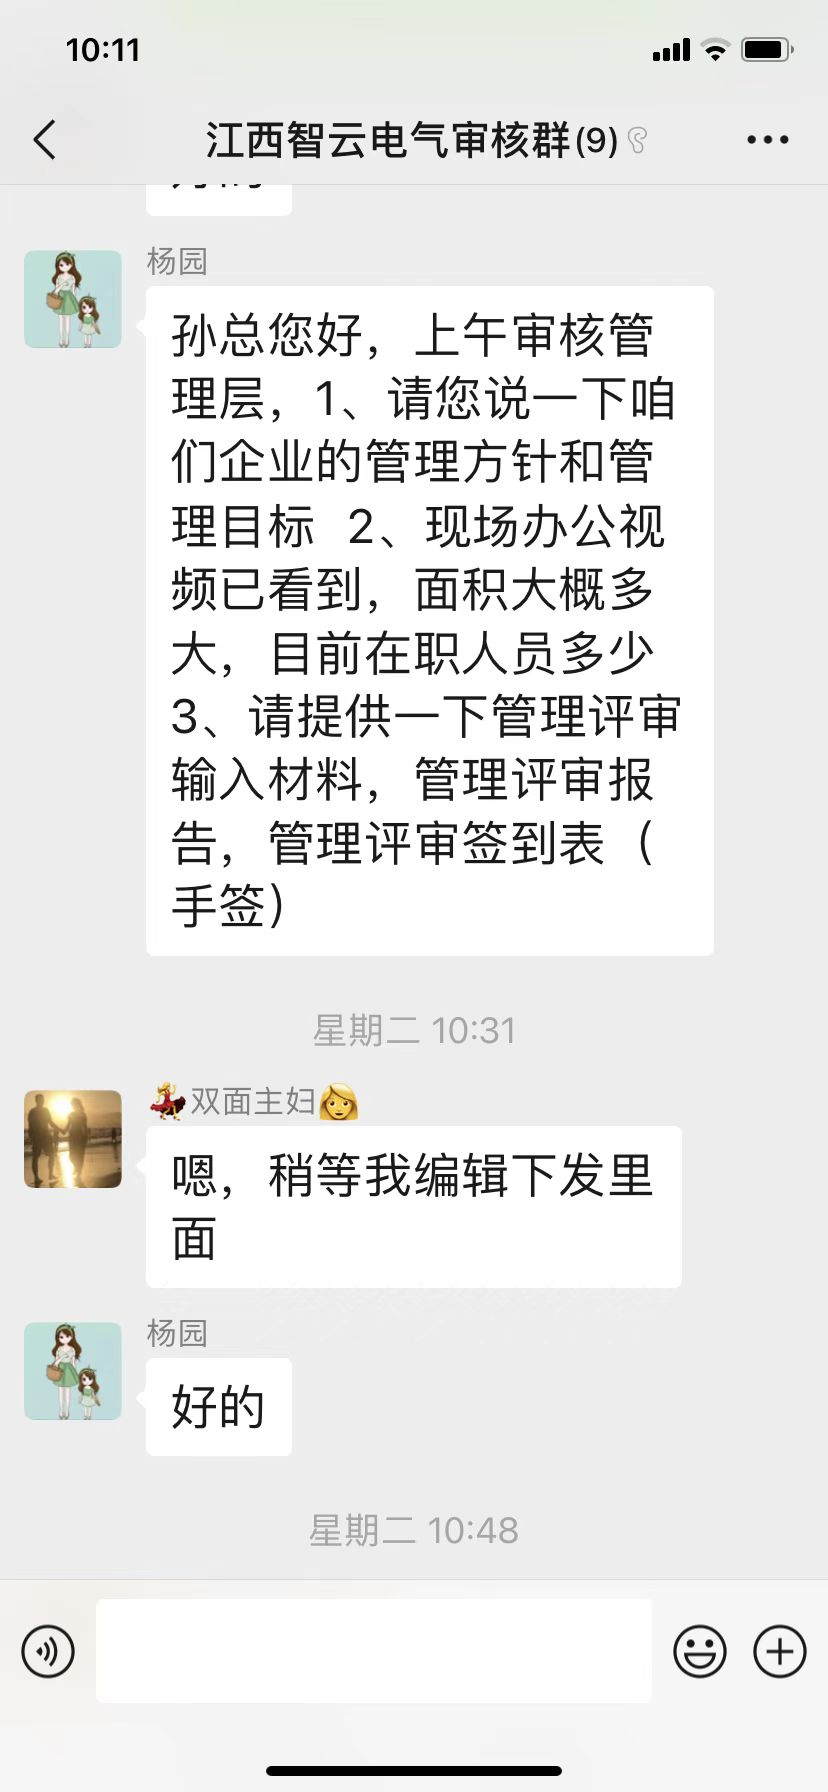 10:11
江西智云电气审核群(9)
杨园
孙总您好，上午审核管
理层，1、请您说一下咱
们企业的管理方针和管
理目标 2、现场办公视
频已看到，面积大概多
大，目前在职人员多少
3、请提供一下管理评审
输入材料，管理评审报
告，管理评审签到表（
手签）
星期二 10:31
💃双面主妇👩
嗯，稍等我编辑下发里
面
杨园
好的
星期二 10:48